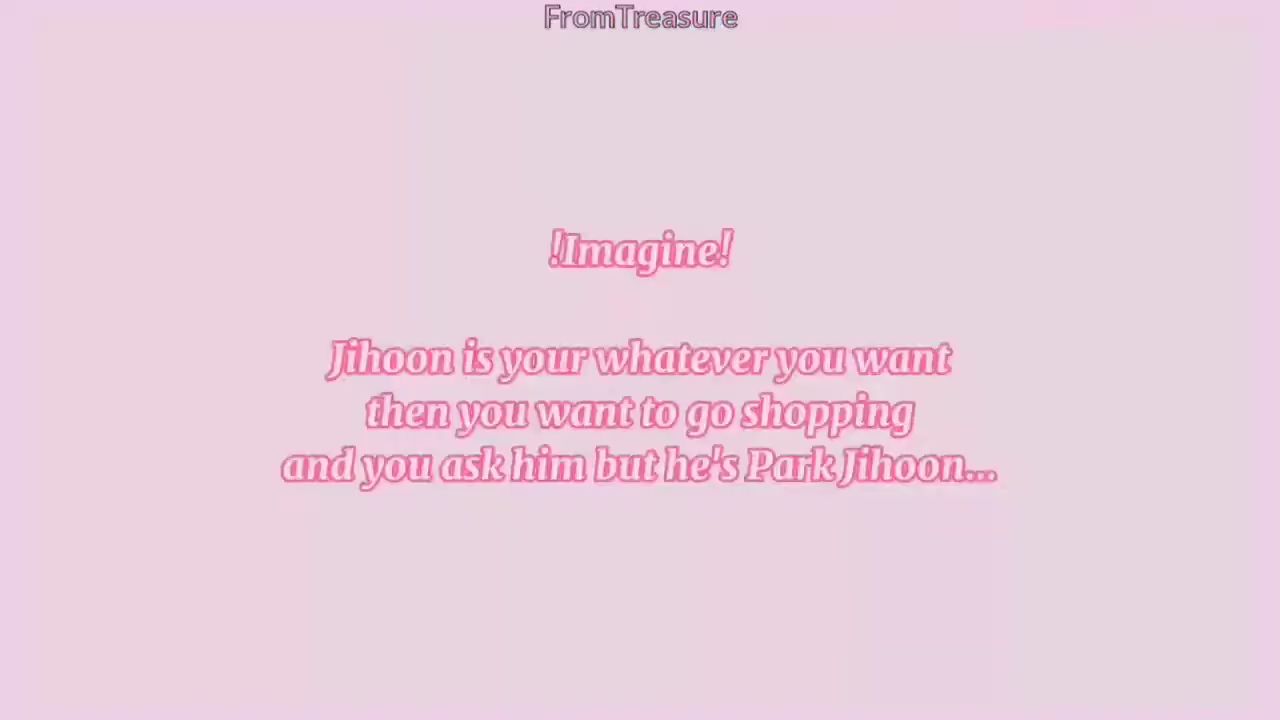 FromTreasure
!Imagine!
Jihoon is your whatever you want
then you want to go shopping
and you ask him but he's Park Jihoon...